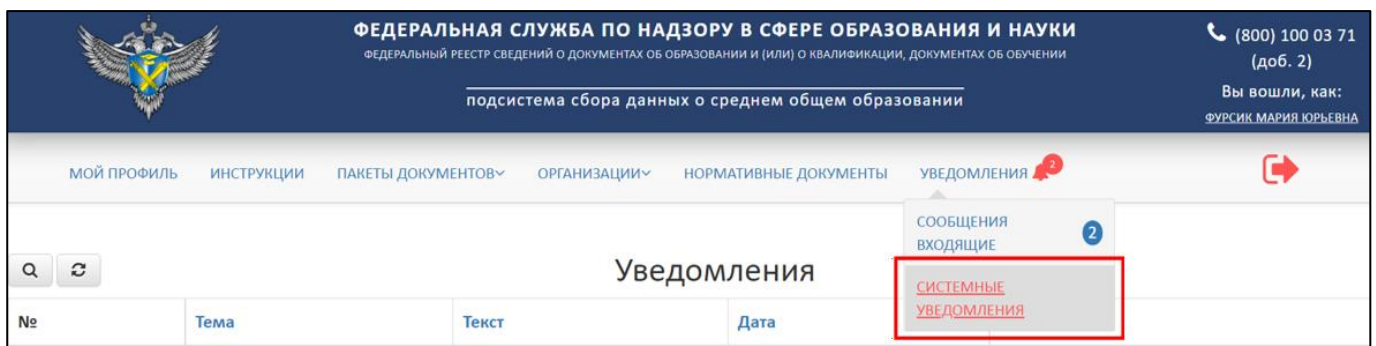 ФЕДЕРАЛЬНАЯ СЛУЖБА ПО НАДЗОРУ В СФЕРЕ ОБРАЗОВАНИЯ И НАУКИ
ФЕДЕРАЛЬНЫЙ РЕЕСТР СВЕДЕНИЙ О ДОКУМЕНТАХ ОБ ОБРАЗОВАНИИ И (ИЛИ) О КВАЛИФИКАЦИИ, ДОКУМЕНТАХ ОБ ОБУЧЕНИИ
подсистема сбора данных о среднем общем образовании
(800) 100 03 71
(доб. 2)
Вы вошли, как:
ФУРСИК МАРИЯ ЮРЬЕВНА
МОЙ ПРОФИЛЬ ИНСТРУКЦИИ ПАКЕТЫ ДОКУМЕНТОВ ОРГАНИЗАЦИИ НОРМАТИВНЫЕ ДОКУМЕНТЫ УВЕДОМЛЕНИЯ 2
СООБЩЕНИЯ
ВХОДЯЩИЕ 2
СИСТЕМНЫЕ
УВЕДОМЛЕНИЯ
Уведомления
№ Тема Текст Дата